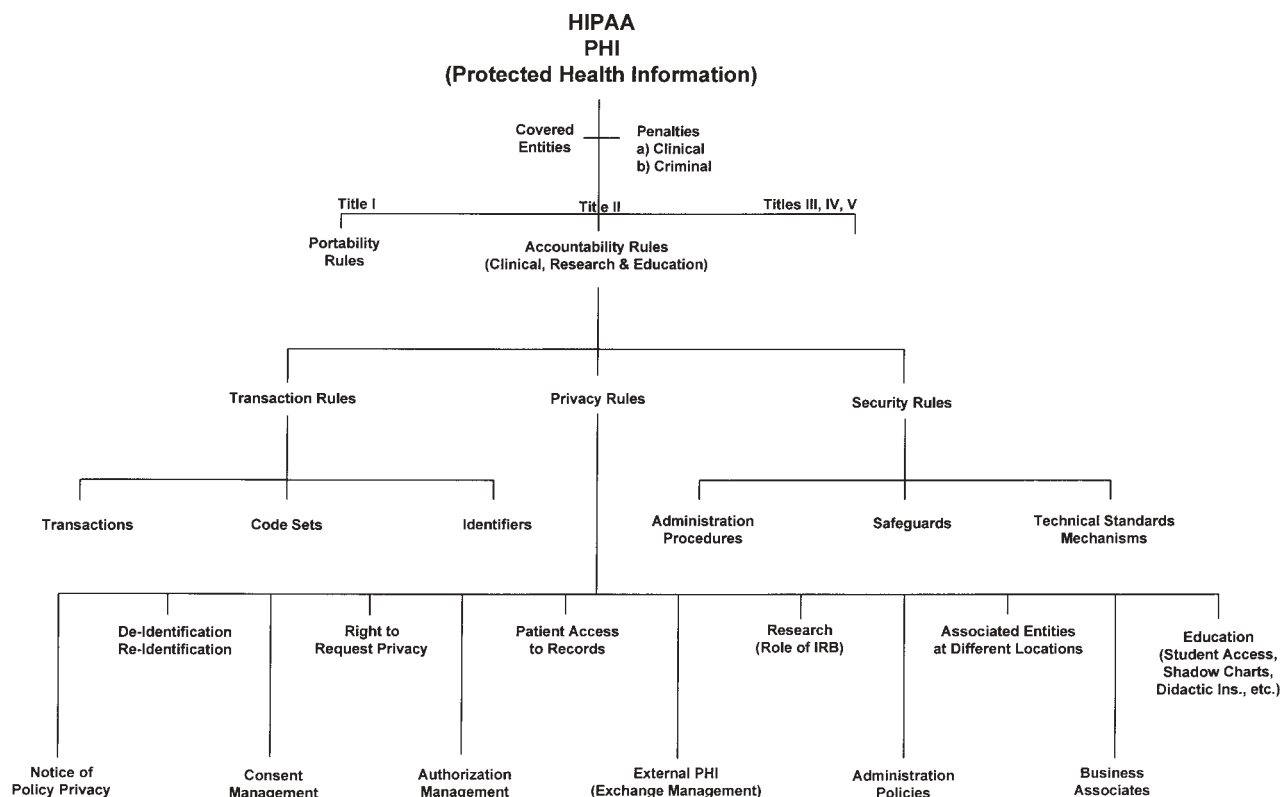 HIPAA
PHI
(Protected Health Information)
Covered
Entities
Penalties
a) Clinical
b) Criminal
Title I
Title II
Titles III, IV, V
Portability
Rules
Accountability Rules
(Clinical, Research & Education)
Transaction Rules
Privacy Rules
Security Rules
Transactions
Code Sets
Identifiers
Administration
Procedures
Safeguards
Technical Standards
Mechanisms
De-Identification
Re-Identification
Right to
Request Privacy
Patient Access
to Records
Research
(Role of IRB)
Associated Entities
at Different Locations
Education
(Student Access,
Shadow Charts,
Didactic Ins., etc.)
Notice of
Policy Privacy
Consent
Management
Authorization
Management
External PHI
(Exchange Management)
Administration
Policies
Business
Associates